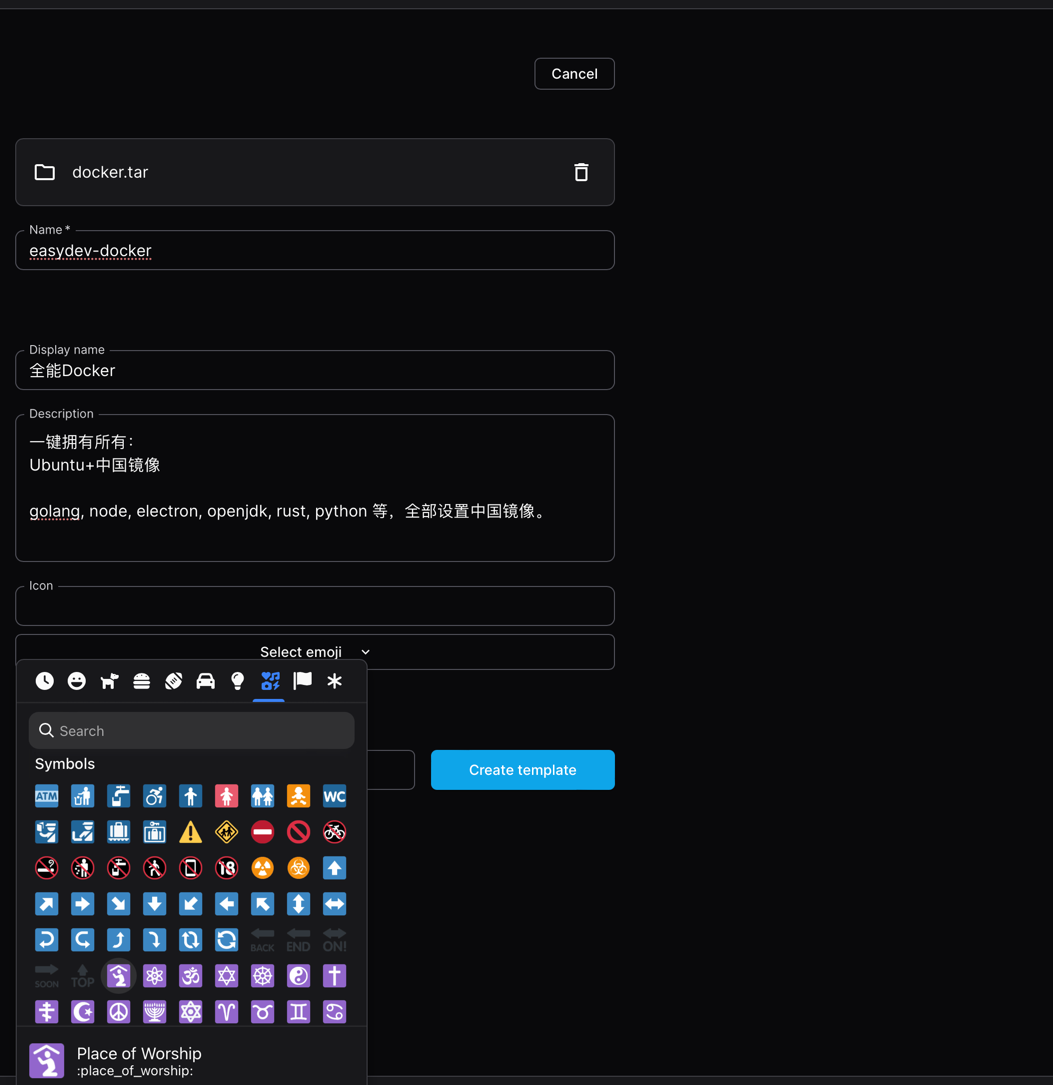 Cancel
docker.tar
Name *
easydev-docker
Display name
全能Docker
Description
一键拥有所有：
Ubuntu+中国镜像
golang, node, electron, openjdk, rust, python 等，全部设置中国镜像。
Icon
Select emoji
Search
Create template
Symbols
ATM
WC
18
BACK
END
ON!
SOON
TOP
Place of Worship
:place_of_worship: